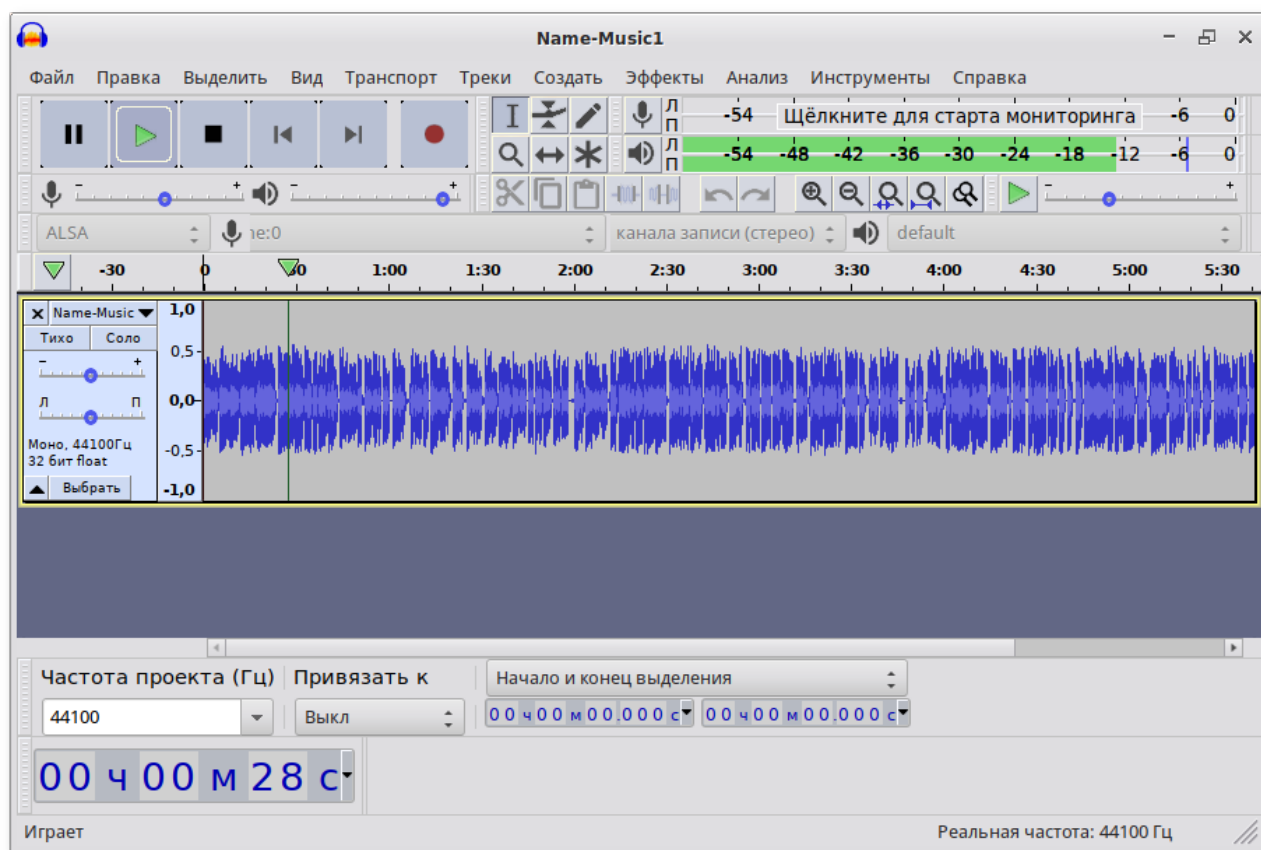 Name-Music1
Файл Правка Выделить Вид Транспорт Треки Создать Эффекты Анализ Инструменты Справка
Л
П
-54 Щёлкните для старта мониторинга -6 0
Л
П
-54 -48 -42 -36 -30 -24 -18 -12 -6 0
- + - + - +
ALSA ne:0 канала записи (стерео) default
-30 0 30 1:00 1:30 2:00 2:30 3:00 3:30 4:00 4:30 5:00 5:30
Name-Music 1,0
Тихо Соло
0,5
- +
Л П
0,0
Моно, 44100Гц
-0,5
32 бит float
Выбрать
-1,0
Частота проекта (Гц) Привязать к Начало и конец выделения
44100 Выкл 00 ч 00 м 00.000 с 00 ч 00 м 00.000 с
00 ч 00 м 28 с
Играет Реальная частота: 44100 Гц